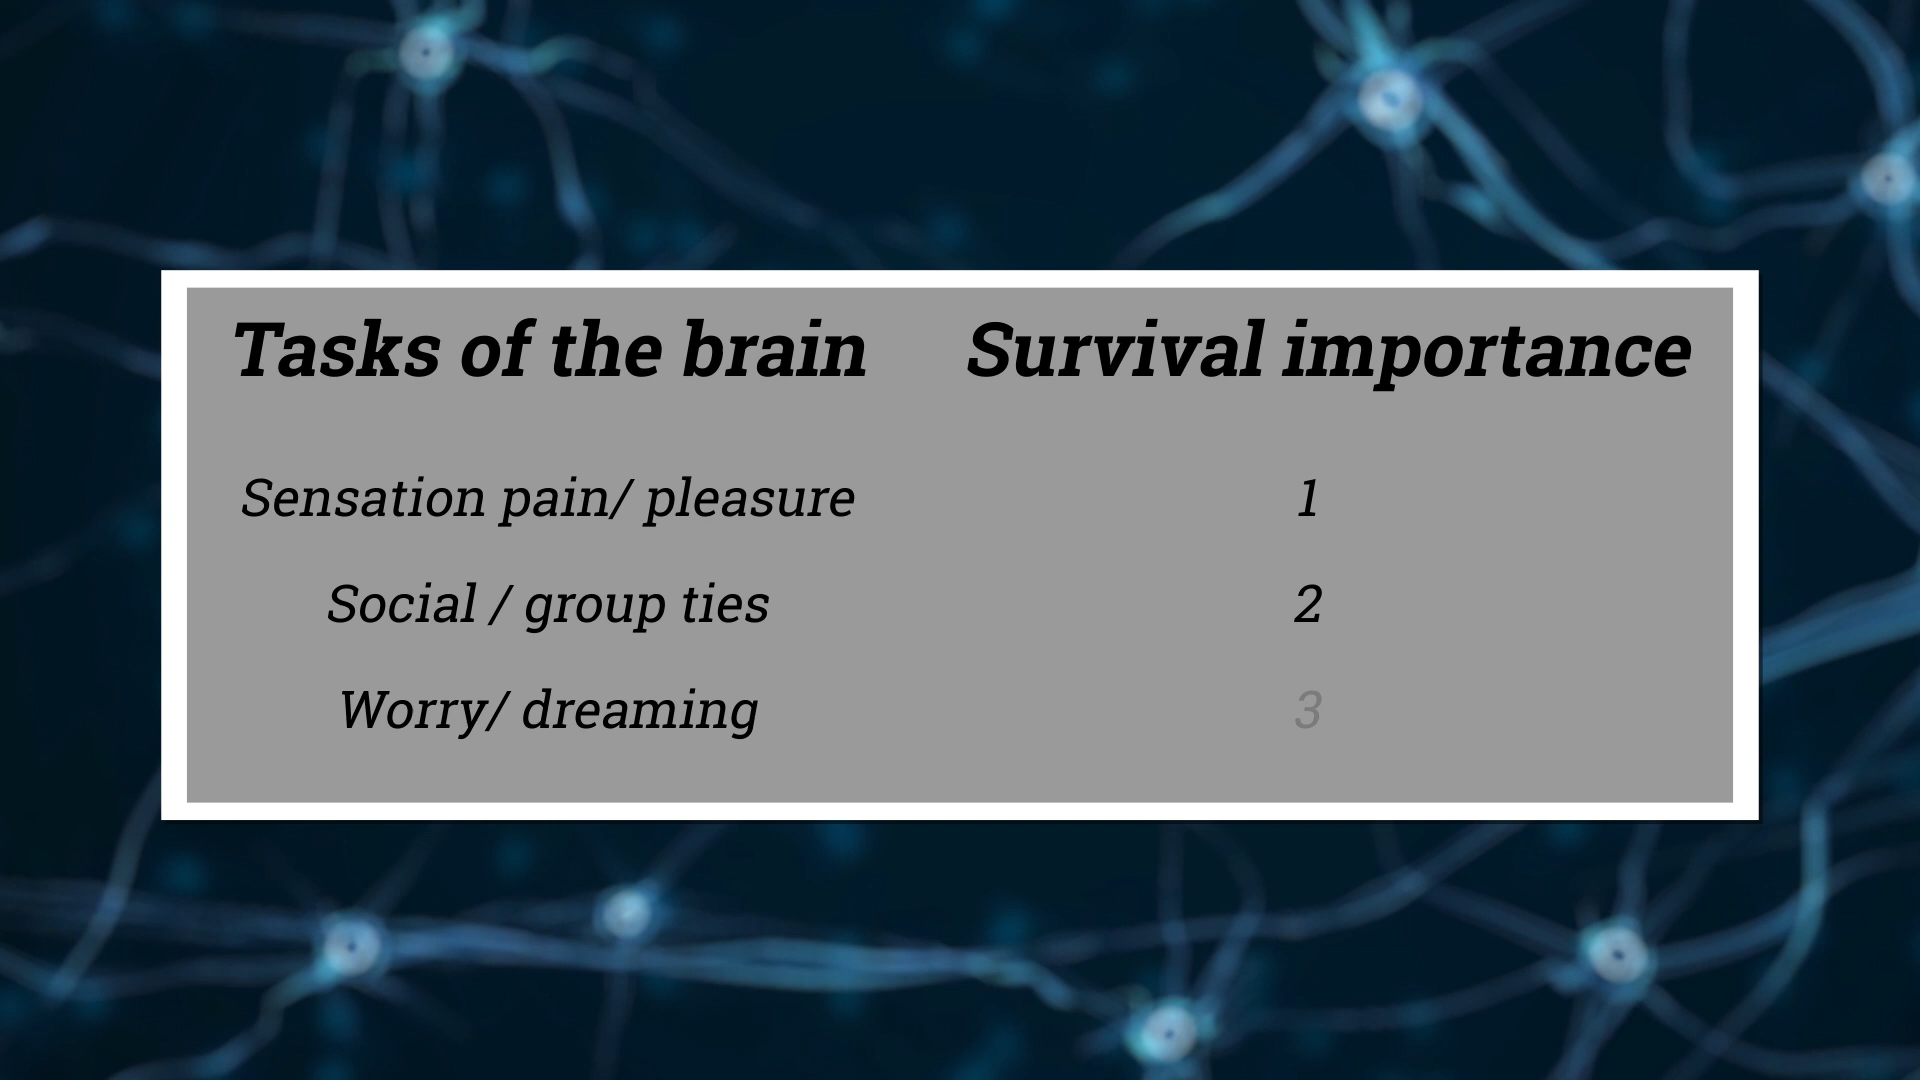 Tasks of the brain Survival importance
Sensation pain/ pleasure 1
Social / group ties 2
Worry/ dreaming 3